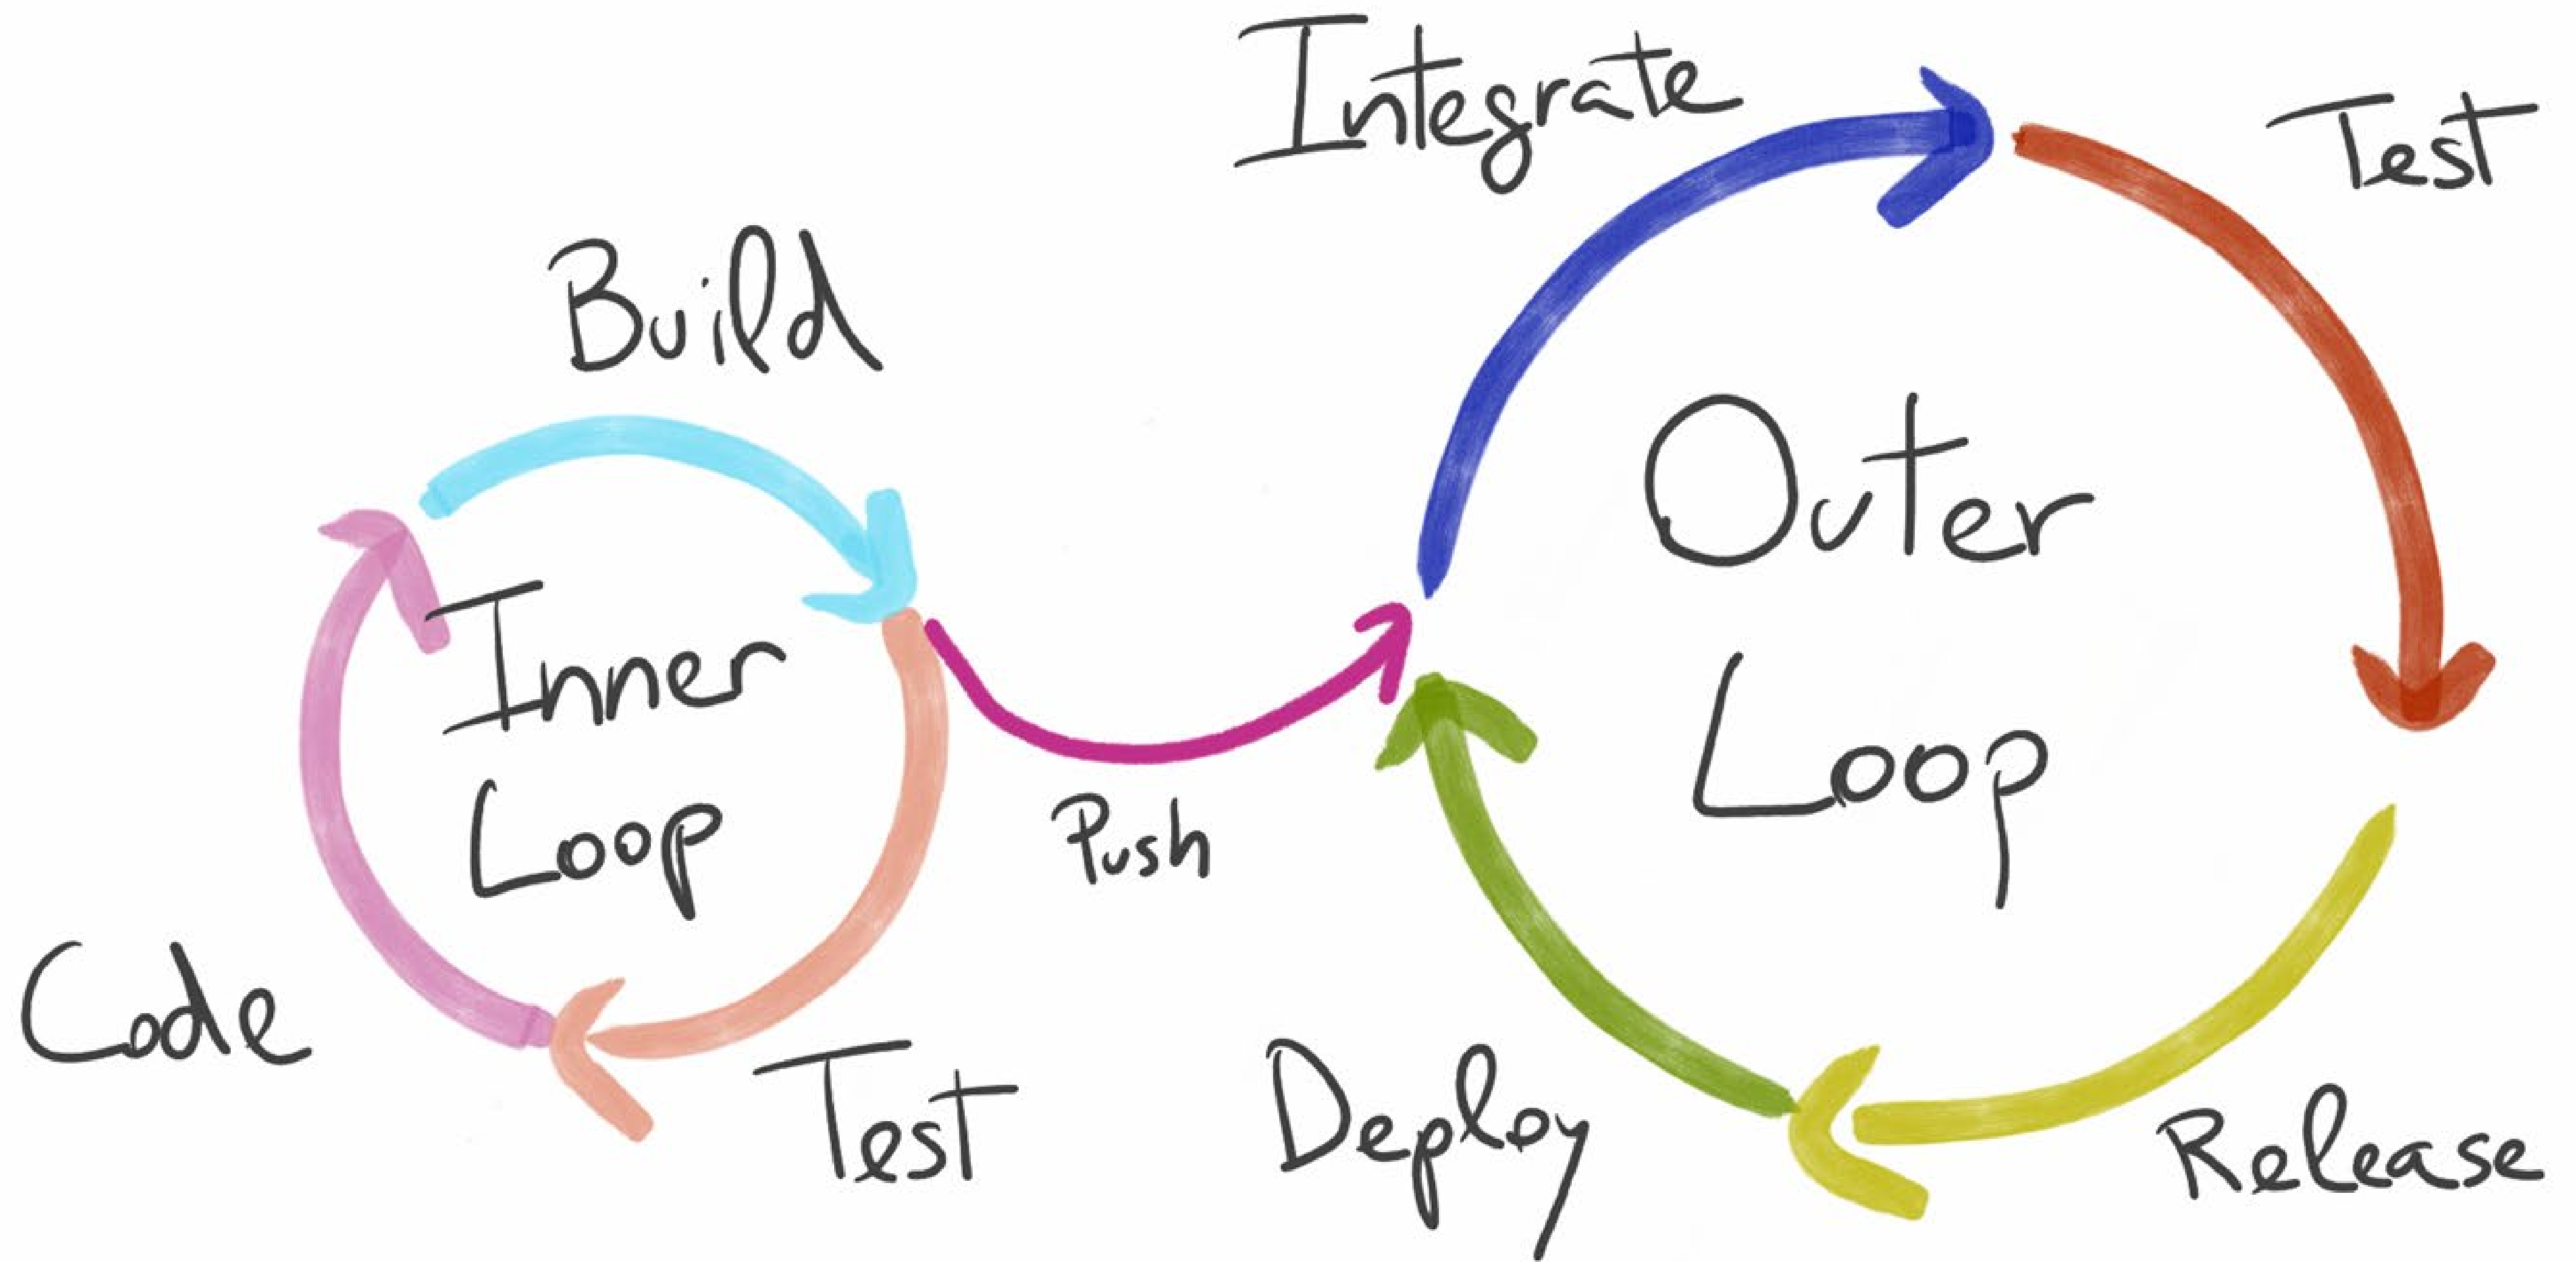 Integrate
Test
Build
Outer
Loop
Inner
Loop
Push
Code
Test
Deploy
Release